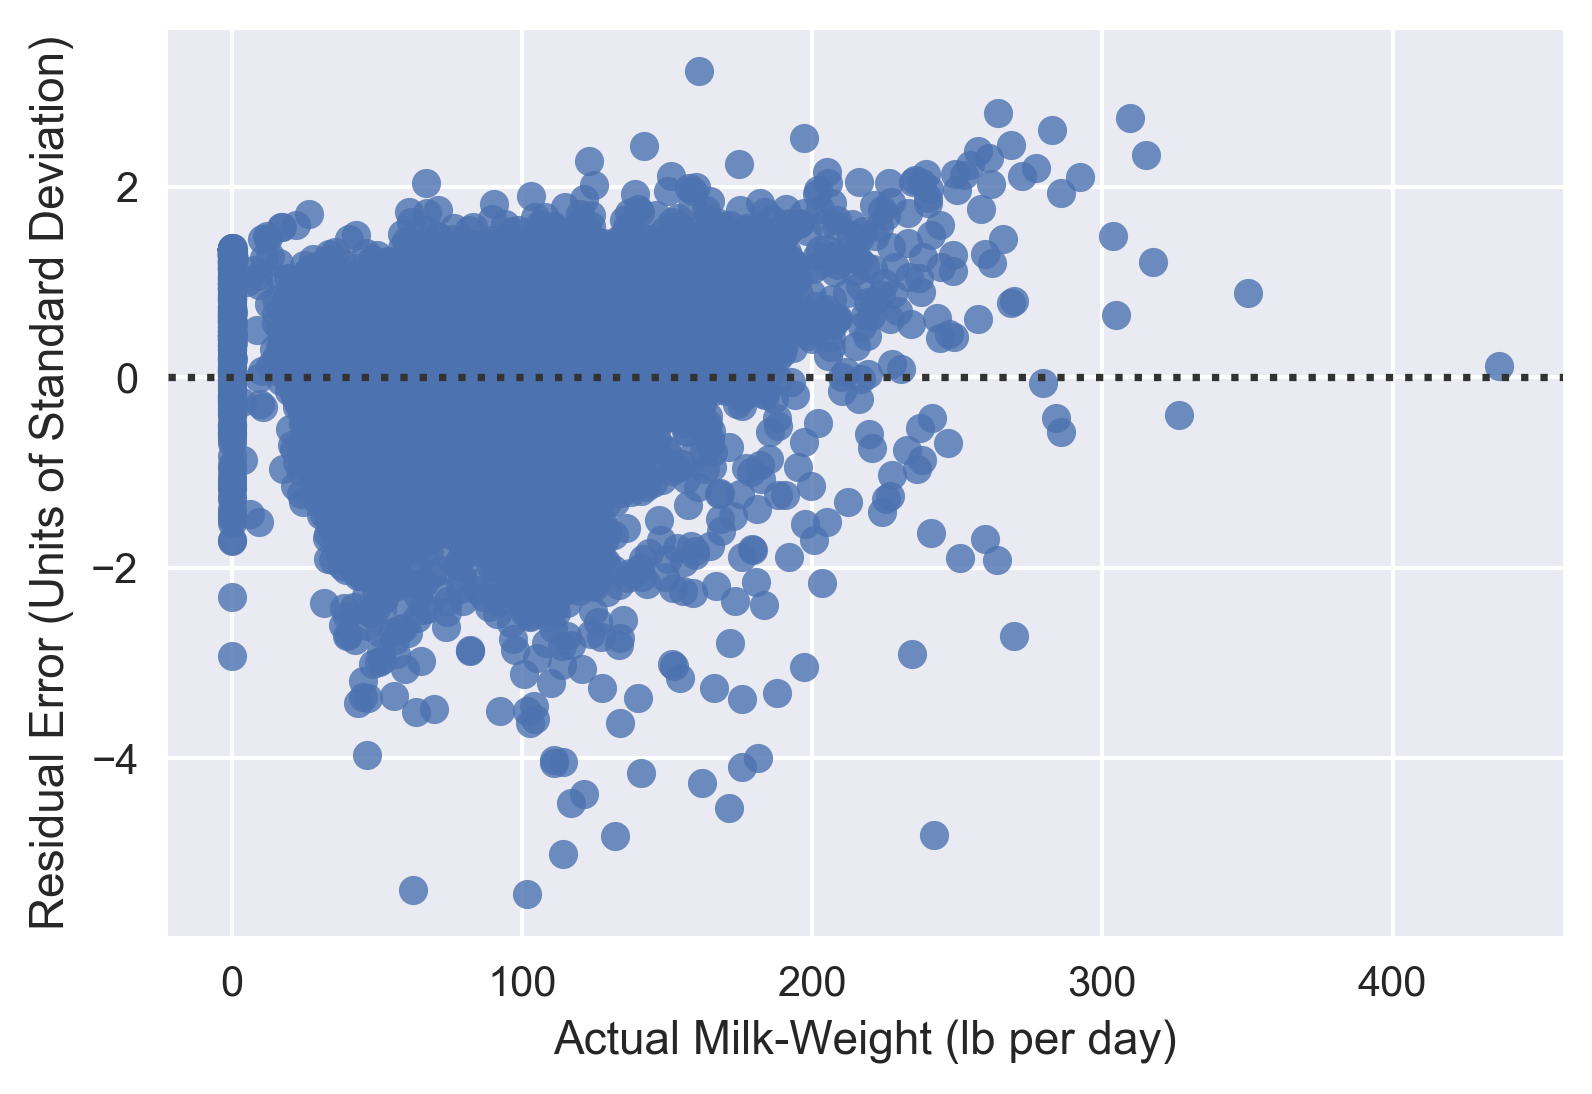 Residual Error (Units of Standard Deviation)
2
0
−2
−4
0 100 200 300 400
Actual Milk-Weight (lb per day)